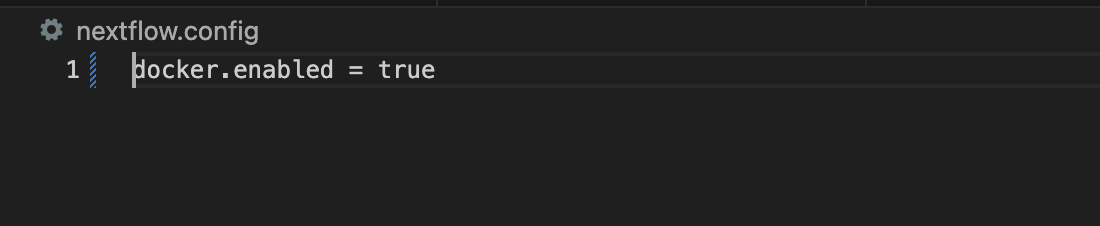 nextflow.config
1 docker.enabled = true